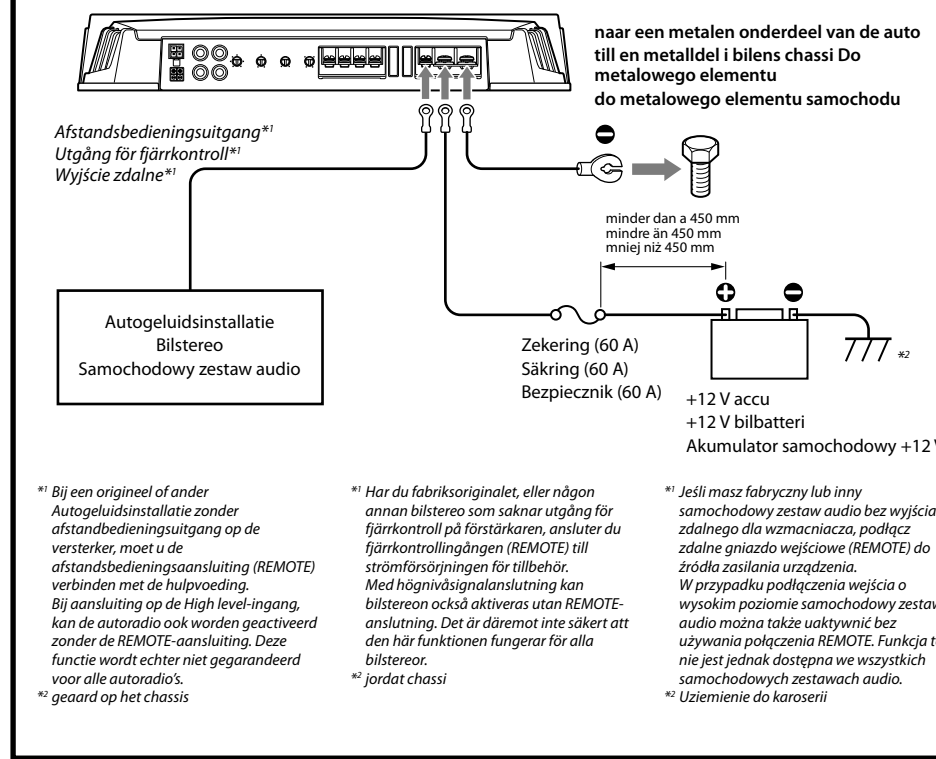 naar een metalen onderdeel van de auto
till en metalldel i bilens chassi Do
metalowego elementu
do metalowego elementu samochodu
Afstandsbedieningsuitgang*1
Utgång för fjärrkontroll*1
Wyjście zdalne*1
minder dan a 450 mm
mindre än 450 mm
mniej niż 450 mm
Autogeluidsinstallatie
Bilstereo
Samochodowy zestaw audio
Zekering (60 A)
Säkring (60 A)
Bezpiecznik (60 A)
*2
+12 V accu
+12 V bilbatteri
Akumulator samochodowy +12 V
*1 Bij een origineel of ander
Autogeluidsinstallatie zonder
afstandbedieningsuitgang op de
versterker, moet u de
afstandsbedieningsaansluiting (REMOTE)
verbinden met de hulpvoeding.
Bij aansluiting op de High level-ingang,
kan de autoradio ook worden geactiveerd
zonder de REMOTE-aansluiting. Deze
functie wordt echter niet gegarandeerd
voor alle autoradio's.
*2 geaard op het chassis
*1 Har du fabriksoriginalet, eller någon
annan bilstereo som saknar utgång för
fjärrkontroll på förstärkaren, ansluter du
fjärrkontrollingången (REMOTE) till
strömförsörjningen för tillbehör.
Med högnivåsignalanslutning kan
bilstereon också aktiveras utan REMOTE-
anslutning. Det är däremot inte säkert att
den här funktionen fungerar för alla
bilstereor.
*2 jordat chassi
*1 Jeśli masz fabryczny lub inny
samochodowy zestaw audio bez wyjścia
zdalnego dla wzmacniacza, podłącz
zdalne gniazdo wejściowe (REMOTE) do
źródła zasilania urządzenia.
W przypadku podłączenia wejścia o
wysokim poziomie samochodowy zestaw
audio można także uaktywnić bez
używania połączenia REMOTE. Funkcja t
nie jest jednak dostępna we wszystkich
samochodowych zestawach audio.
*2 Uziemienie do karoserii